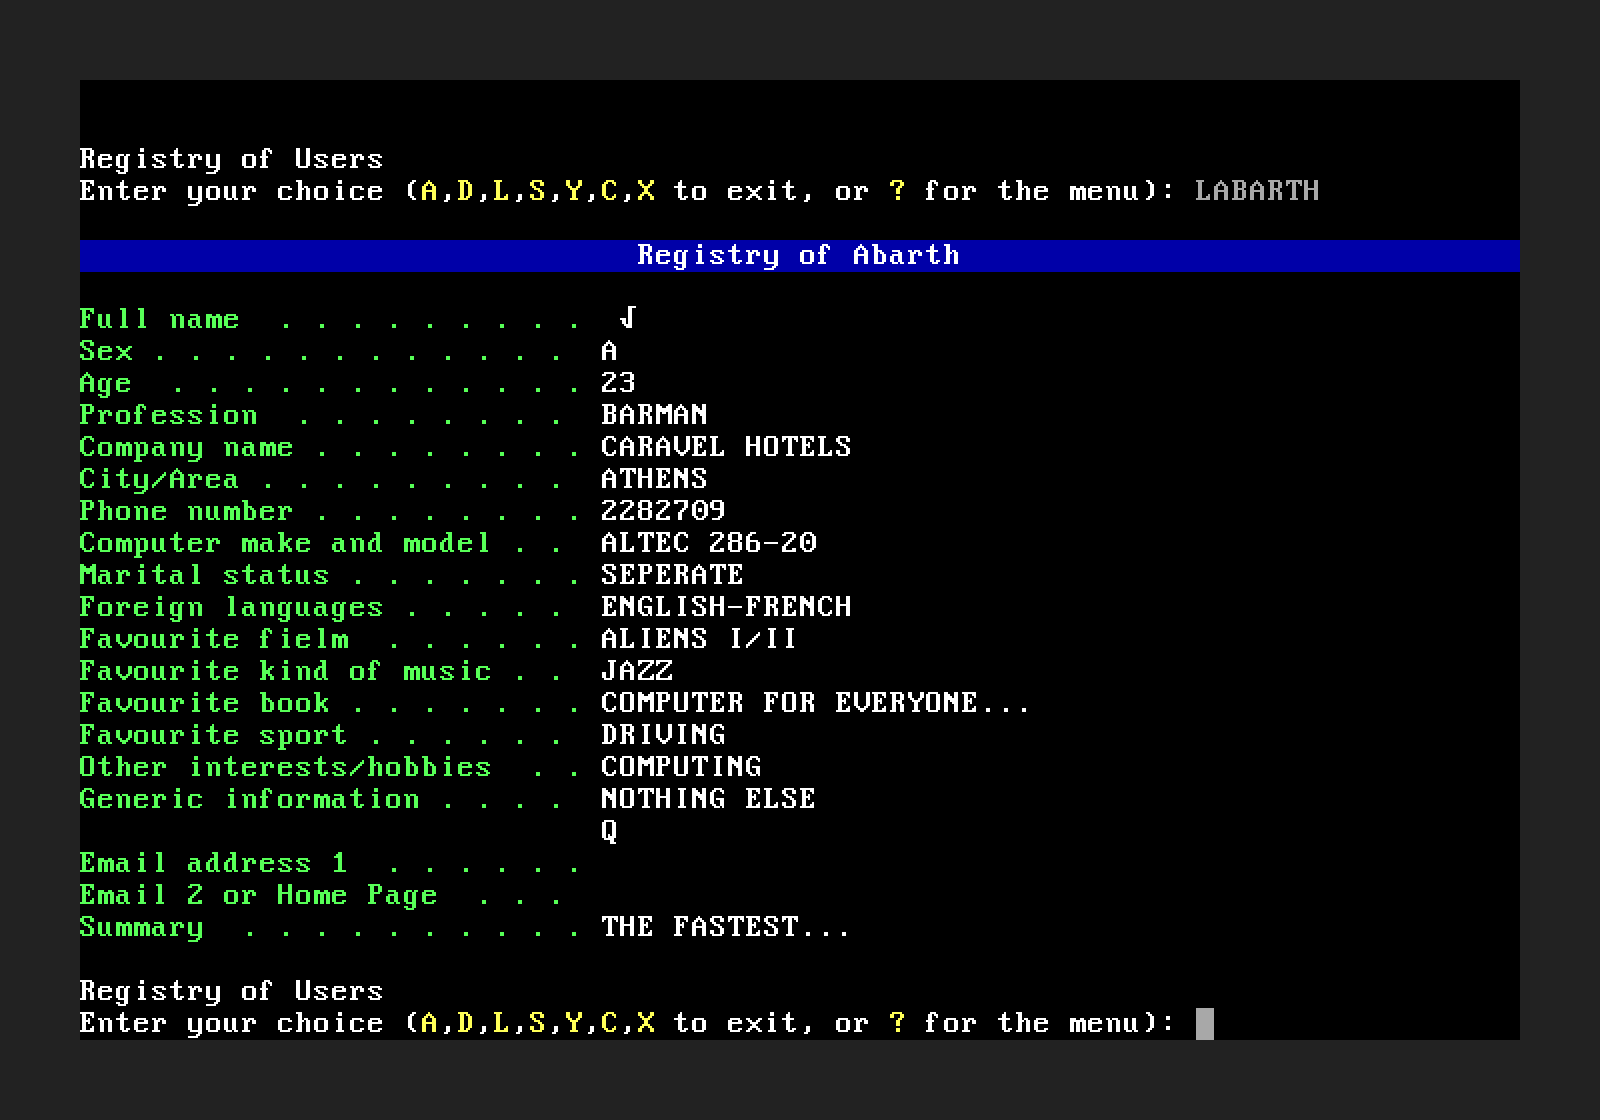 Registry of Users
Enter your choice (A,D,L,S,Y,C,X to exit, or ? for the menu): LABARTH
Registry of Abarth
Full name  . . . . . . . . .  √
Sex . . . . . . . . . . . .  A
Age  . . . . . . . . . . . . 23
Profession  . . . . . . . .  BARMAN
Company name . . . . . . . . CARAVEL HOTELS
City/Area . . . . . . . . .  ATHENS
Phone number . . . . . . . . 2282709
Computer make and model . .  ALTEC 286-20
Marital status . . . . . . . SEPERATE
Foreign languages . . . . .  ENGLISH-FRENCH
Favourite fielm  . . . . . . ALIENS I/II
Favourite kind of music . .  JAZZ
Favourite book . . . . . . . COMPUTER FOR EVERYONE...
Favourite sport . . . . . .  DRIVING
Other interests/hobbies  . . COMPUTING
Generic information . . . .  NOTHING ELSE
Q
Email address 1  . . . . . .
Email 2 or Home Page  . . .
Summary  . . . . . . . . . . THE FASTEST...
Registry of Users
Enter your choice (A,D,L,S,Y,C,X to exit, or ? for the menu):